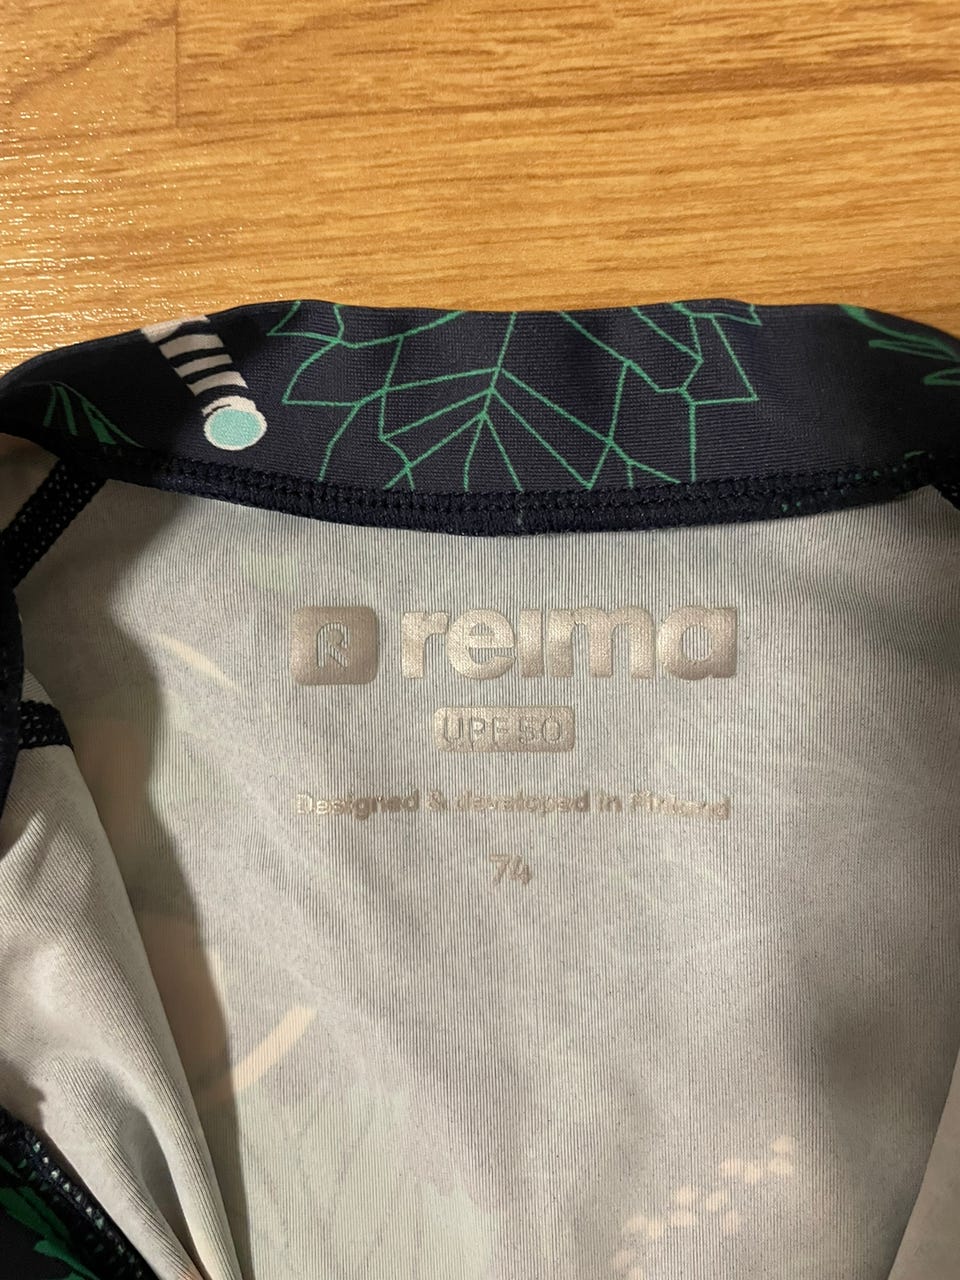 R reima
UPF 50
Designed & developed in Finland
74